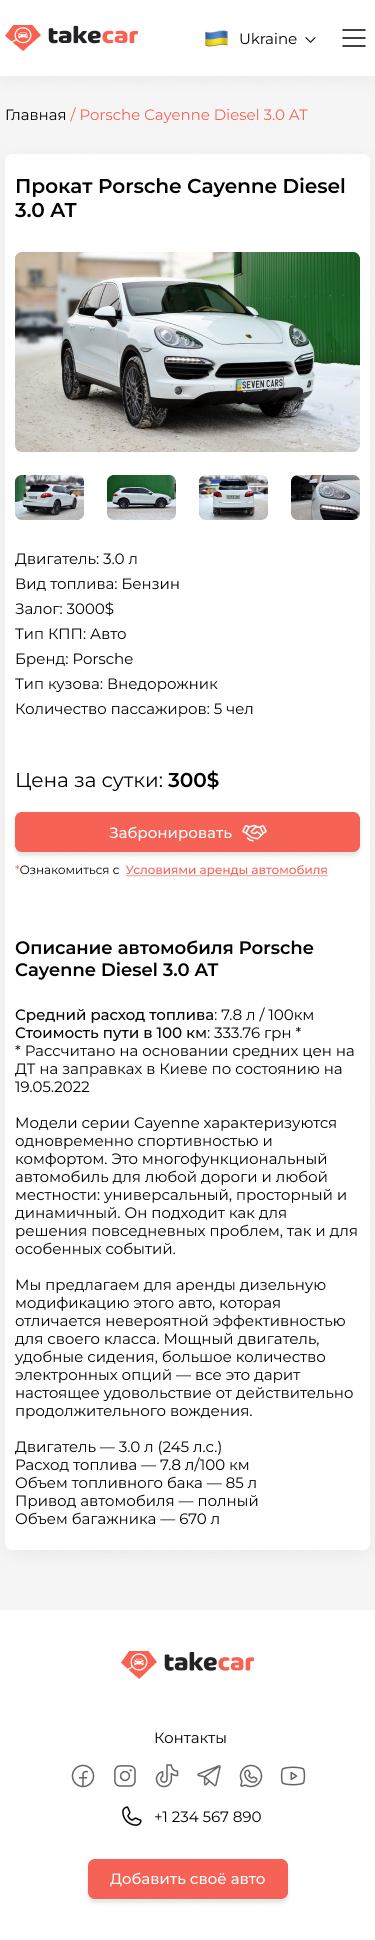 takecar
Ukraine
Главная / Porsche Cayenne Diesel 3.0 AT
Прокат Porsche Cayenne Diesel
3.0 AT
SEVEN CARS
Двигатель: 3.0 л
Вид топлива: Бензин
Залог: 3000$
Тип КПП: Авто
Бренд: Porsche
Тип кузова: Внедорожник
Количество пассажиров: 5 чел
Цена за сутки: 300$
Забронировать
*Ознакомиться с Условиями аренды автомобиля
Описание автомобиля Porsche
Cayenne Diesel 3.0 AT
Средний расход топлива: 7.8 л / 100км
Стоимость пути в 100 км: 333.76 грн *
* Рассчитано на основании средних цен на
ДТ на заправках в Киеве по состоянию на
19.05.2022
Модели серии Cayenne характеризуются
одновременно спортивностью и
комфортом. Это многофункциональный
автомобиль для любой дороги и любой
местности: универсальный, просторный и
динамичный. Он подходит как для
решения повседневных проблем, так и для
особенных событий.
Мы предлагаем для аренды дизельную
модификацию этого авто, которая
отличается невероятной эффективностью
для своего класса. Мощный двигатель,
удобные сидения, большое количество
электронных опций — все это дарит
настоящее удовольствие от действительно
продолжительного вождения.
Двигатель — 3.0 л (245 л.с.)
Расход топлива — 7.8 л/100 км
Объем топливного бака — 85 л
Привод автомобиля — полный
Объем багажника — 670 л
takecar
Контакты
+1 234 567 890
Добавить своё авто